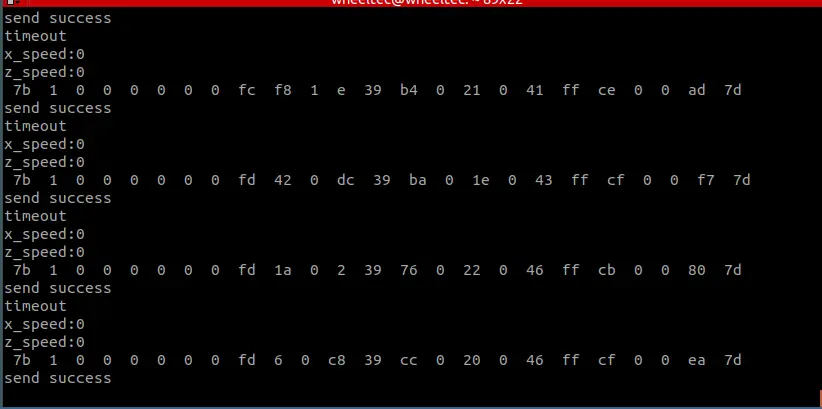 wheeltec@wheeltec: ~ 89x22
send success
timeout
x_speed:0
z_speed:0
7b 1 0 0 0 0 0 0 fc f8 1 e 39 b4 0 21 0 41 ff ce 0 0 ad 7d
send success
timeout
x_speed:0
z_speed:0
7b 1 0 0 0 0 0 0 fd 42 0 dc 39 ba 0 1e 0 43 ff cf 0 0 f7 7d
send success
timeout
x_speed:0
z_speed:0
7b 1 0 0 0 0 0 0 fd 1a 0 2 39 76 0 22 0 46 ff cb 0 0 80 7d
send success
timeout
x_speed:0
z_speed:0
7b 1 0 0 0 0 0 0 fd 6 0 c8 39 cc 0 20 0 46 ff cf 0 0 ea 7d
send success